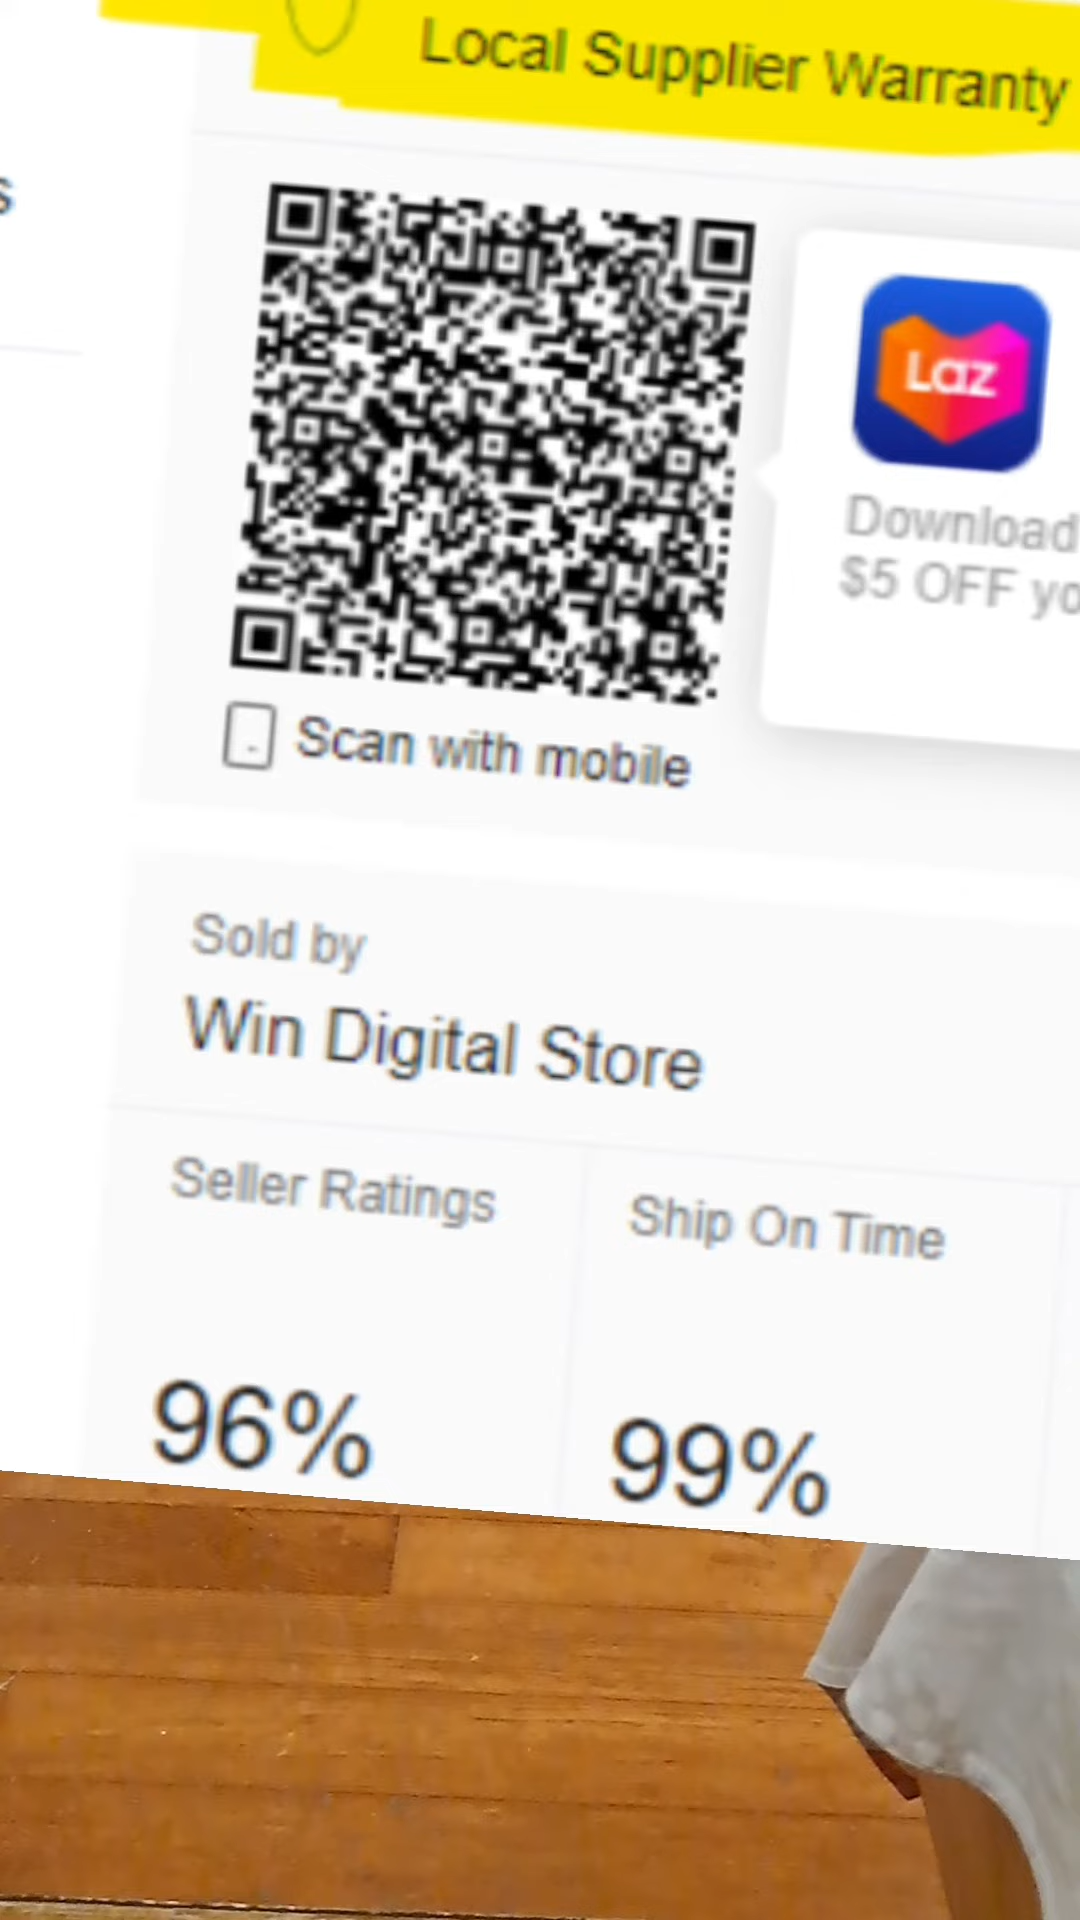 Local Supplier Warranty
s
Laz
Download
$5 OFF yo
Scan with mobile
Sold by
Win Digital Store
Seller Ratings
Ship On Time
96%
99%